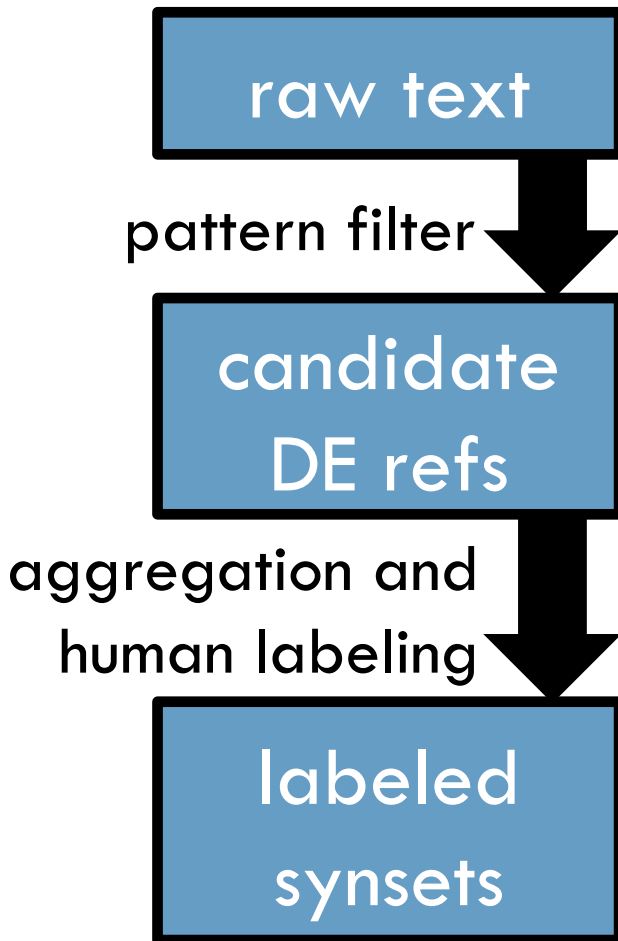 raw text
pattern filter
candidate
DE refs
aggregation and
human labeling
labeled
synsets